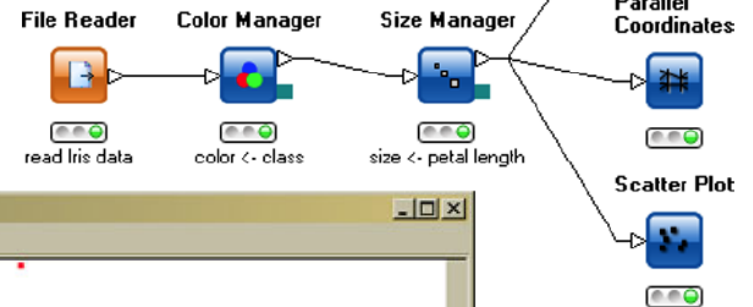 File Reader
Color Manager
Size Manager
Parallel
Coordinates
read Iris data
color <- class
size <- petal length
Scatter Plot